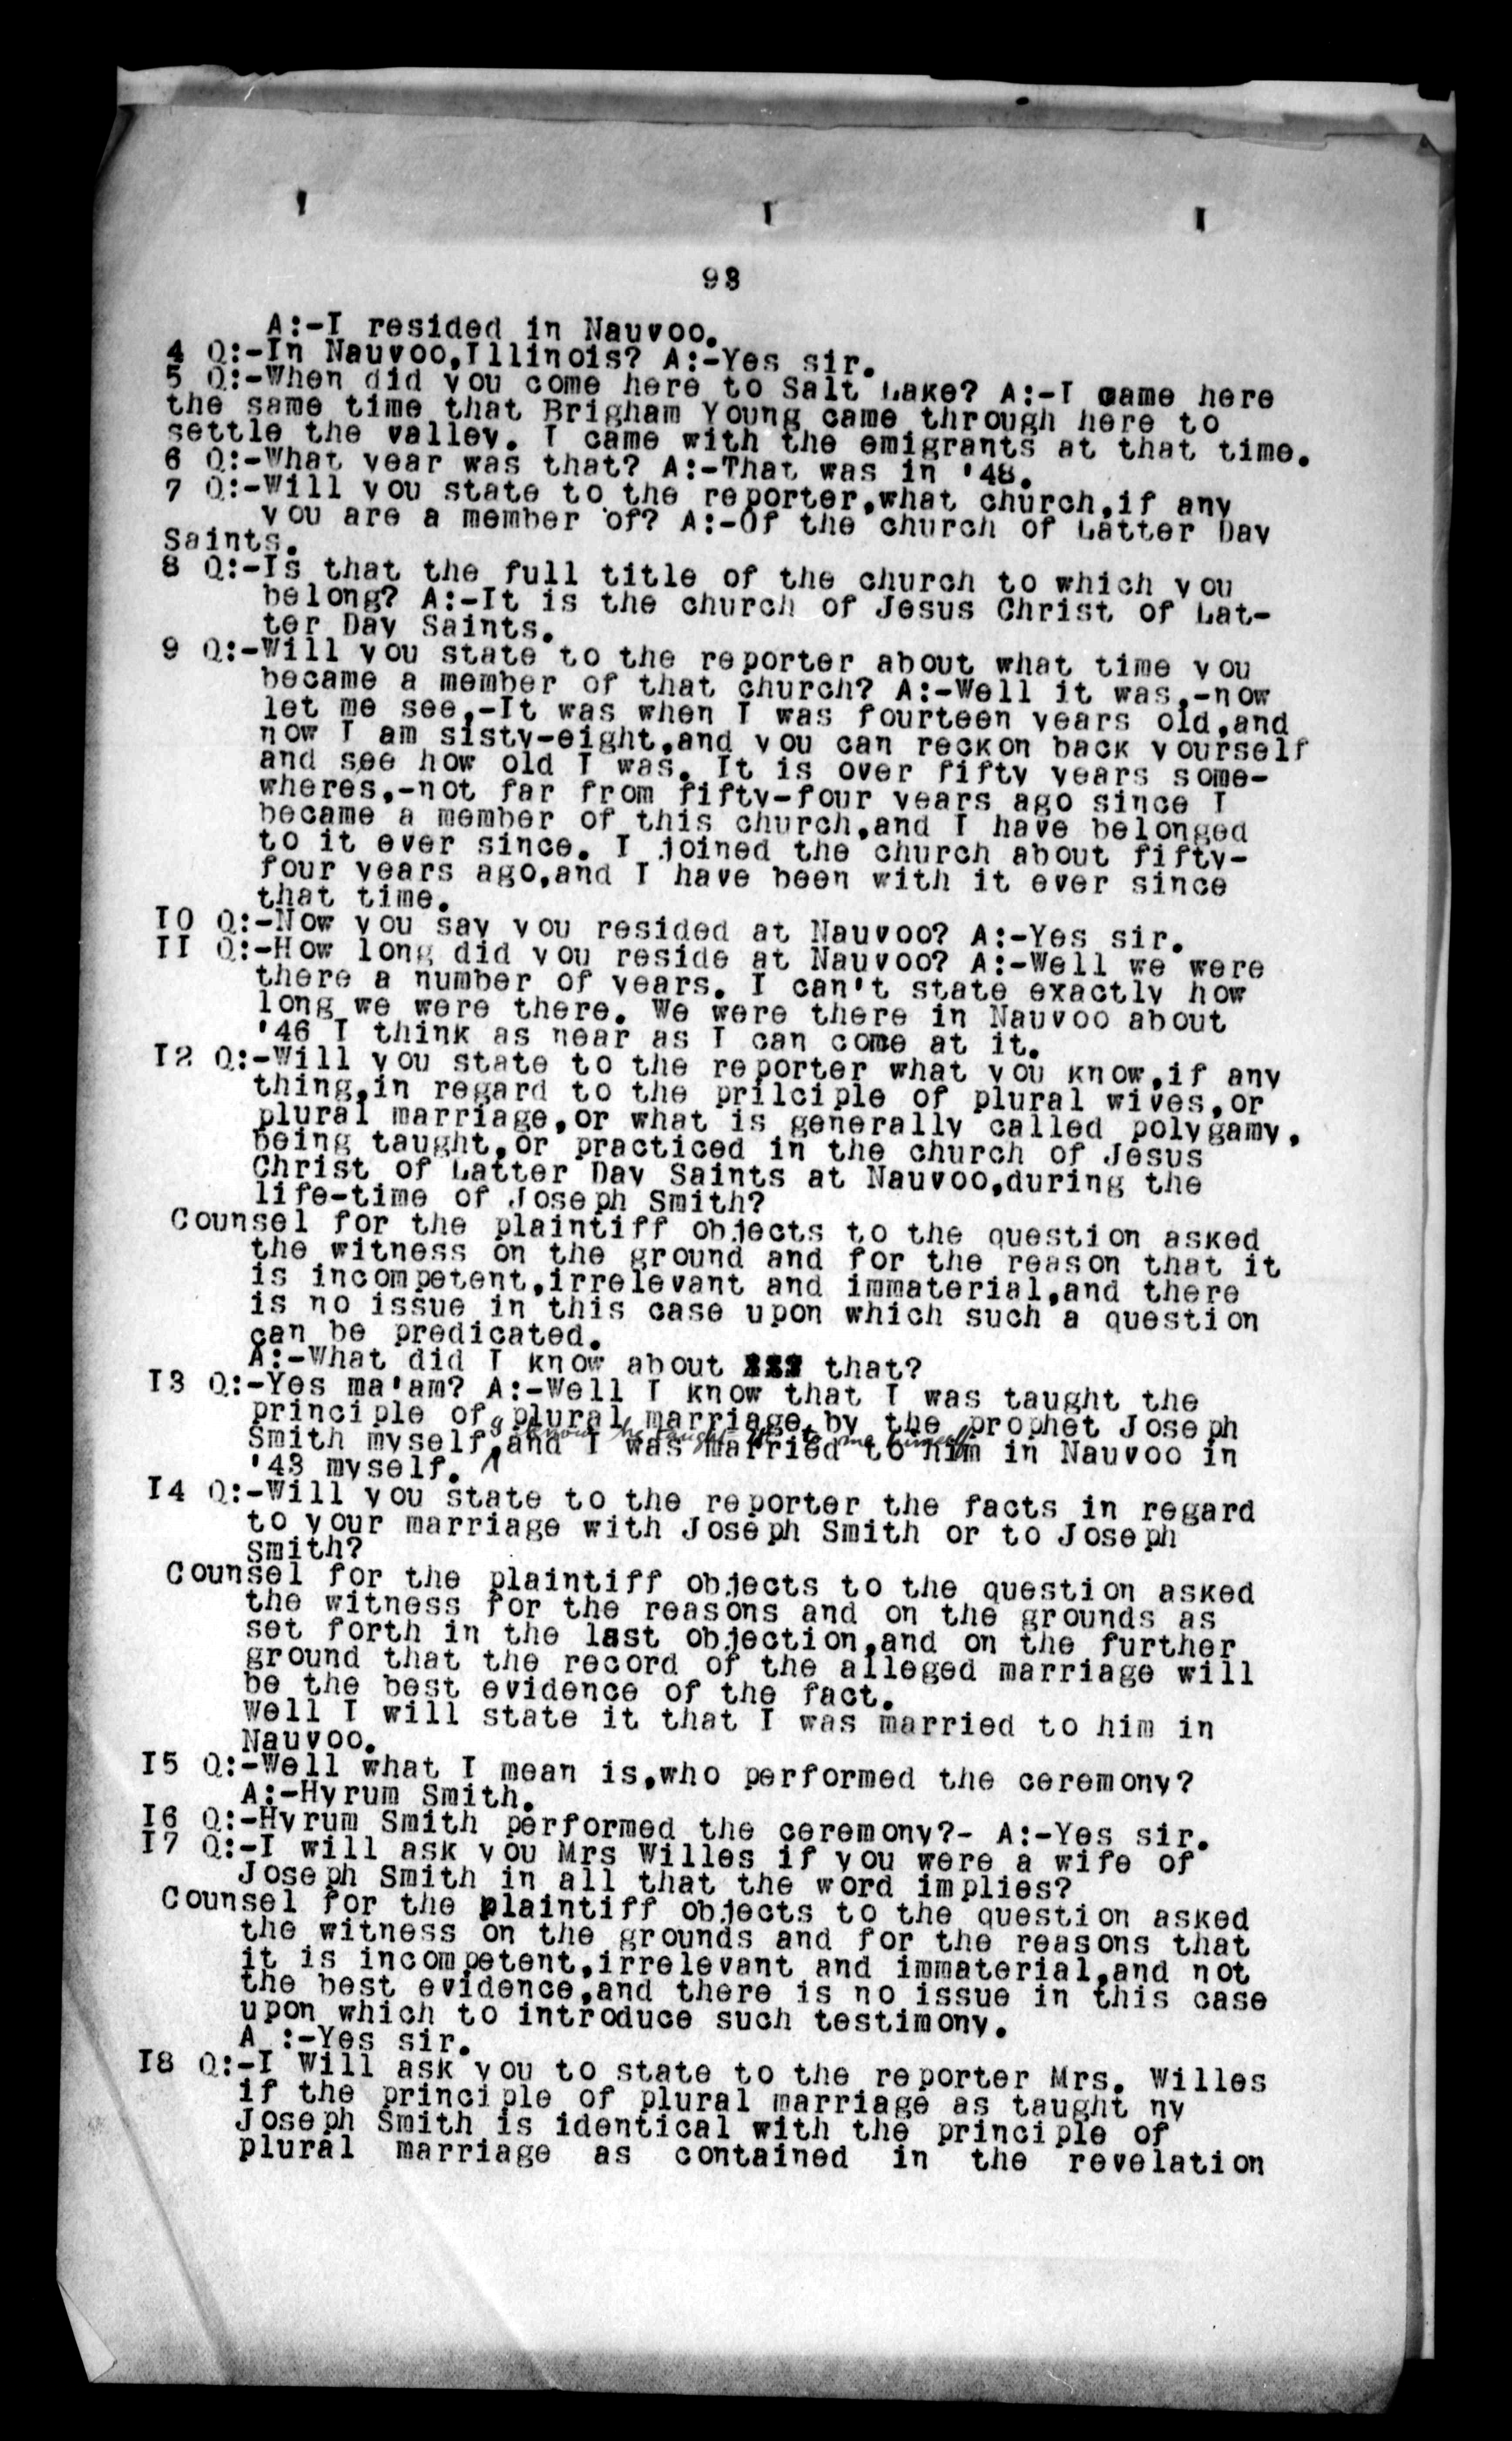 I I I
93
A:-I resided in Nauvoo.
4 Q:-In Nauvoo,Illinois? A:-Yes sir.
5 Q:-When did you come here to Salt Lake? A:-I came here
the same time that Brigham Young came through here to
settle the valley. I came with the emigrants at that time.
6 Q:-What year was that? A:-That was in '48.
7 Q:-Will you state to the reporter,what church,if any
you are a member of? A:-Of the church of Latter Day
Saints.
8 Q:-Is that the full title of the church to which you
belong? A:-It is the church of Jesus Christ of Lat-
ter Day Saints.
9 Q:-Will you state to the reporter about what time you
became a member of that church? A:-Well it was,-now
let me see,-It was when I was fourteen years old,and
now I am sisty-eight,and you can reckon back yourself
and see how old I was. It is over fifty years some-
wheres,-not far from fifty-four years ago since I
became a member of this church,and I have belonged
to it ever since. I joined the church about fifty-
four years ago,and I have been with it ever since
that time.
I0 Q:-Now you say you resided at Nauvoo? A:-Yes sir.
II Q:-How long did you reside at Nauvoo? A:-Well we were
there a number of years. I can't state exactly how
long we were there. We were there in Nauvoo about
'46 I think as near as I can come at it.
I2 Q:-Will you state to the reporter what you know,if any
thing,in regard to the prilciple of plural wives,or
plural marriage,or what is generally called polygamy,
being taught,or practiced in the church of Jesus
Christ of Latter Day Saints at Nauvoo,during the
life-time of Joseph Smith?
Counsel for the plaintiff objects to the question asked
the witness on the ground and for the reason that it
is incompetent,irrelevant and immaterial,and there
is no issue in this case upon which such a question
can be predicated.
A:-What did I know about that?
I3 Q:-Yes ma'am? A:-Well I know that I was taught the
principle of plural marriage by the prophet Joseph
I know he taught it to me himself
Smith myself,and I was married to him in Nauvoo in
'43 myself.
I4 Q:-Will you state to the reporter the facts in regard
to your marriage with Joseph Smith or to Joseph
Smith?
Counsel for the plaintiff objects to the question asked
the witness for the reasons and on the grounds as
set forth in the last objection,and on the further
ground that the record of the alleged marriage will
be the best evidence of the fact.
Well I will state it that I was married to him in
Nauvoo.
I5 Q:-Well what I mean is,who performed the ceremony?
A:-Hyrum Smith.
I6 Q:-Hyrum Smith performed the ceremony?- A:-Yes sir.
I7 Q:-I will ask you Mrs Willes if you were a wife of
Joseph Smith in all that the word implies?
Counsel for the plaintiff objects to the question asked
the witness on the grounds and for the reasons that
it is incompetent,irrelevant and immaterial,and not
the best evidence,and there is no issue in this case
upon which to introduce such testimony.
A :-Yes sir.
I8 Q:-I Will ask you to state to the reporter Mrs. Willes
if the principle of plural marriage as taught ny
Joseph Smith is identical with the principle of
plural marriage as contained in the revelation